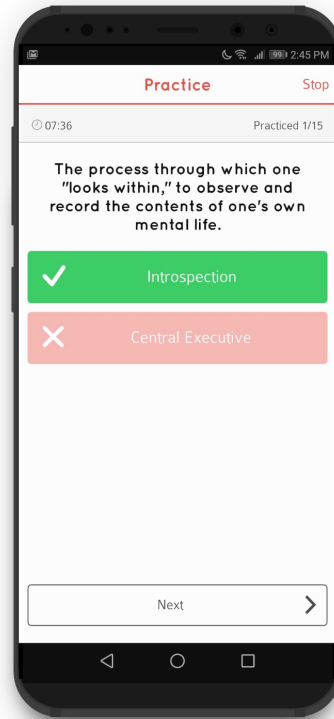 99 2:45 PM
Practice Stop
07:36 Practiced 1/15
The process through which one
"looks within," to observe and
record the contents of one's own
mental life.
Introspection
Central Executive
Next